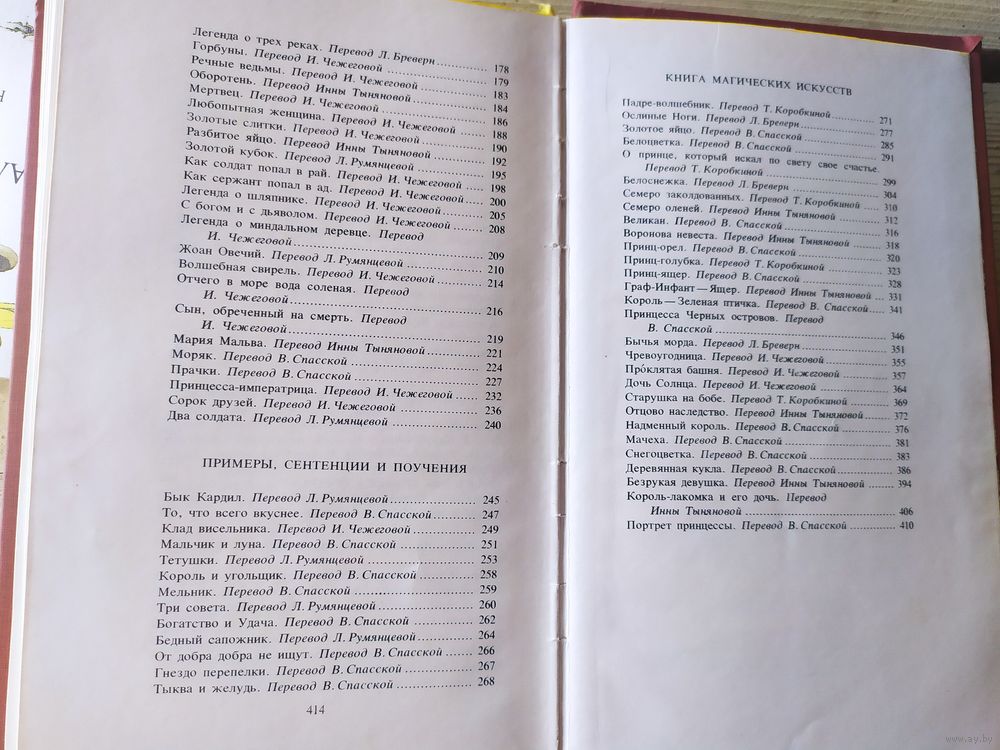 Легенда о трех реках. Перевод Л. Бреверн 178
Горбуны. Перевод И. Чежеговой 179
Речные ведьмы. Перевод И. Чежеговой 183
Оборотень. Перевод Инны Тыняновой 184
Мертвец. Перевод И. Чежеговой 186
Любопытная женщина. Перевод И. Чежеговой 188
Золотые слитки. Перевод И. Чежеговой 190
Разбитое яйцо. Перевод Инны Тыняновой 192
Золотой кубок. Перевод Л. Румянцевой 195
Как солдат попал в рай. Перевод И. Чежеговой 198
Как сержант попал в ад. Перевод И. Чежеговой 200
Легенда о шляпнике. Перевод И. Чежеговой 205
С богом и с дьяволом. Перевод И. Чежеговой 208
Легенда о миндальном деревце. Перевод
И. Чежеговой 209
Жоан Овечий. Перевод Л. Румянцевой 210
Волшебная свирель. Перевод И. Чежеговой 214
Отчего в море вода соленая. Перевод
И. Чежеговой 216
Сын, обреченный на смерть. Перевод
И. Чежеговой 219
Мария Мальва. Перевод Инны Тыняновой 221
Моряк. Перевод В. Спасской 224
Прачки. Перевод В. Спасской 227
Принцесса-императрица. Перевод И. Чежеговой 232
Сорок друзей. Перевод И. Чежеговой 236
Два солдата. Перевод Л. Румянцевой 240
ПРИМЕРЫ, СЕНТЕНЦИИ И ПОУЧЕНИЯ
Бык Кардил. Перевод Л. Румянцевой 245
То, что всего вкуснее. Перевод В. Спасской 247
Клад висельника. Перевод И. Чежеговой 249
Мальчик и луна. Перевод В. Спасской 251
Тетушки. Перевод Л. Румянцевой 253
Король и угольщик. Перевод В. Спасской 258
Мельник. Перевод В. Спасской 259
Три совета. Перевод Л. Румянцевой 260
Богатство и Удача. Перевод В. Спасской 262
Бедный сапожник. Перевод Л. Румянцевой 264
От добра добра не ищут. Перевод В. Спасской 266
Гнездо перепелки. Перевод В. Спасской 267
Тыква и желудь. Перевод В. Спасской 268
414
КНИГА МАГИЧЕСКИХ ИСКУССТВ
Падре-волшебник. Перевод Т. Коробкиной 271
Ослиные Ноги. Перевод Л. Бреверн 277
Золотое яйцо. Перевод В. Спасской 285
Белоцветка. Перевод В. Спасской 291
О принце, который искал по свету свое счастье.
Перевод Т. Коробкиной 299
Белоснежка. Перевод Л. Бреверн 304
Семеро заколдованных. Перевод Т. Коробкиной 310
Семеро оленей. Перевод Инны Тыняновой 312
Великан. Перевод В. Спасской 316
Воронова невеста. Перевод Инны Тыняновой 318
Принц-орел. Перевод В. Спасской 320
Принц-голубка. Перевод Т. Коробкиной 323
Принц-ящер. Перевод В. Спасской 328
Граф-Инфант — Ящер. Перевод Инны Тыняновой 331
Король — Зеленая птичка. Перевод В. Спасской 341
Принцесса Черных островов. Перевод
В. Спасской 346
Бычья морда. Перевод Л. Бреверн 351
Чревоугодница. Перевод И. Чежеговой 355
Про́клятая башня. Перевод И. Чежеговой 357
Дочь Солнца. Перевод И. Чежеговой 364
Старушка на бобе. Перевод Т. Коробкиной 369
Отцово наследство. Перевод Инны Тыняновой 372
Надменный король. Перевод В. Спасской 376
Мачеха. Перевод В. Спасской 381
Снегоцветка. Перевод В. Спасской 383
Деревянная кукла. Перевод В. Спасской 386
Безрукая девушка. Перевод Инны Тыняновой 394
Король-лакомка и его дочь. Перевод
Инны Тыняновой 406
Портрет принцессы. Перевод В. Спасской 410
www.ay.by